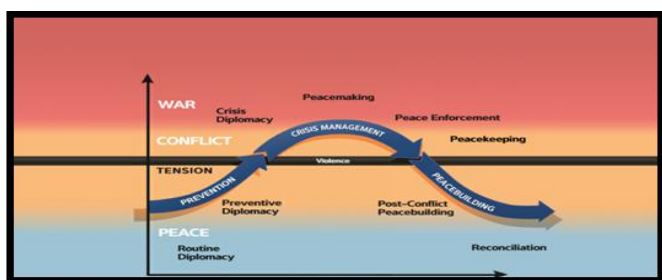 Peacemaking
WAR
Crisis
Diplomacy
Peace Enforcement
CRISIS MANAGEMENT
CONFLICT
Peacekeeping
Violence
TENSION
PREVENTION
PEACEBUILDING
Preventive
Diplomacy
Post-Conflict
Peacebuilding
PEACE
Routine
Diplomacy
Reconciliation